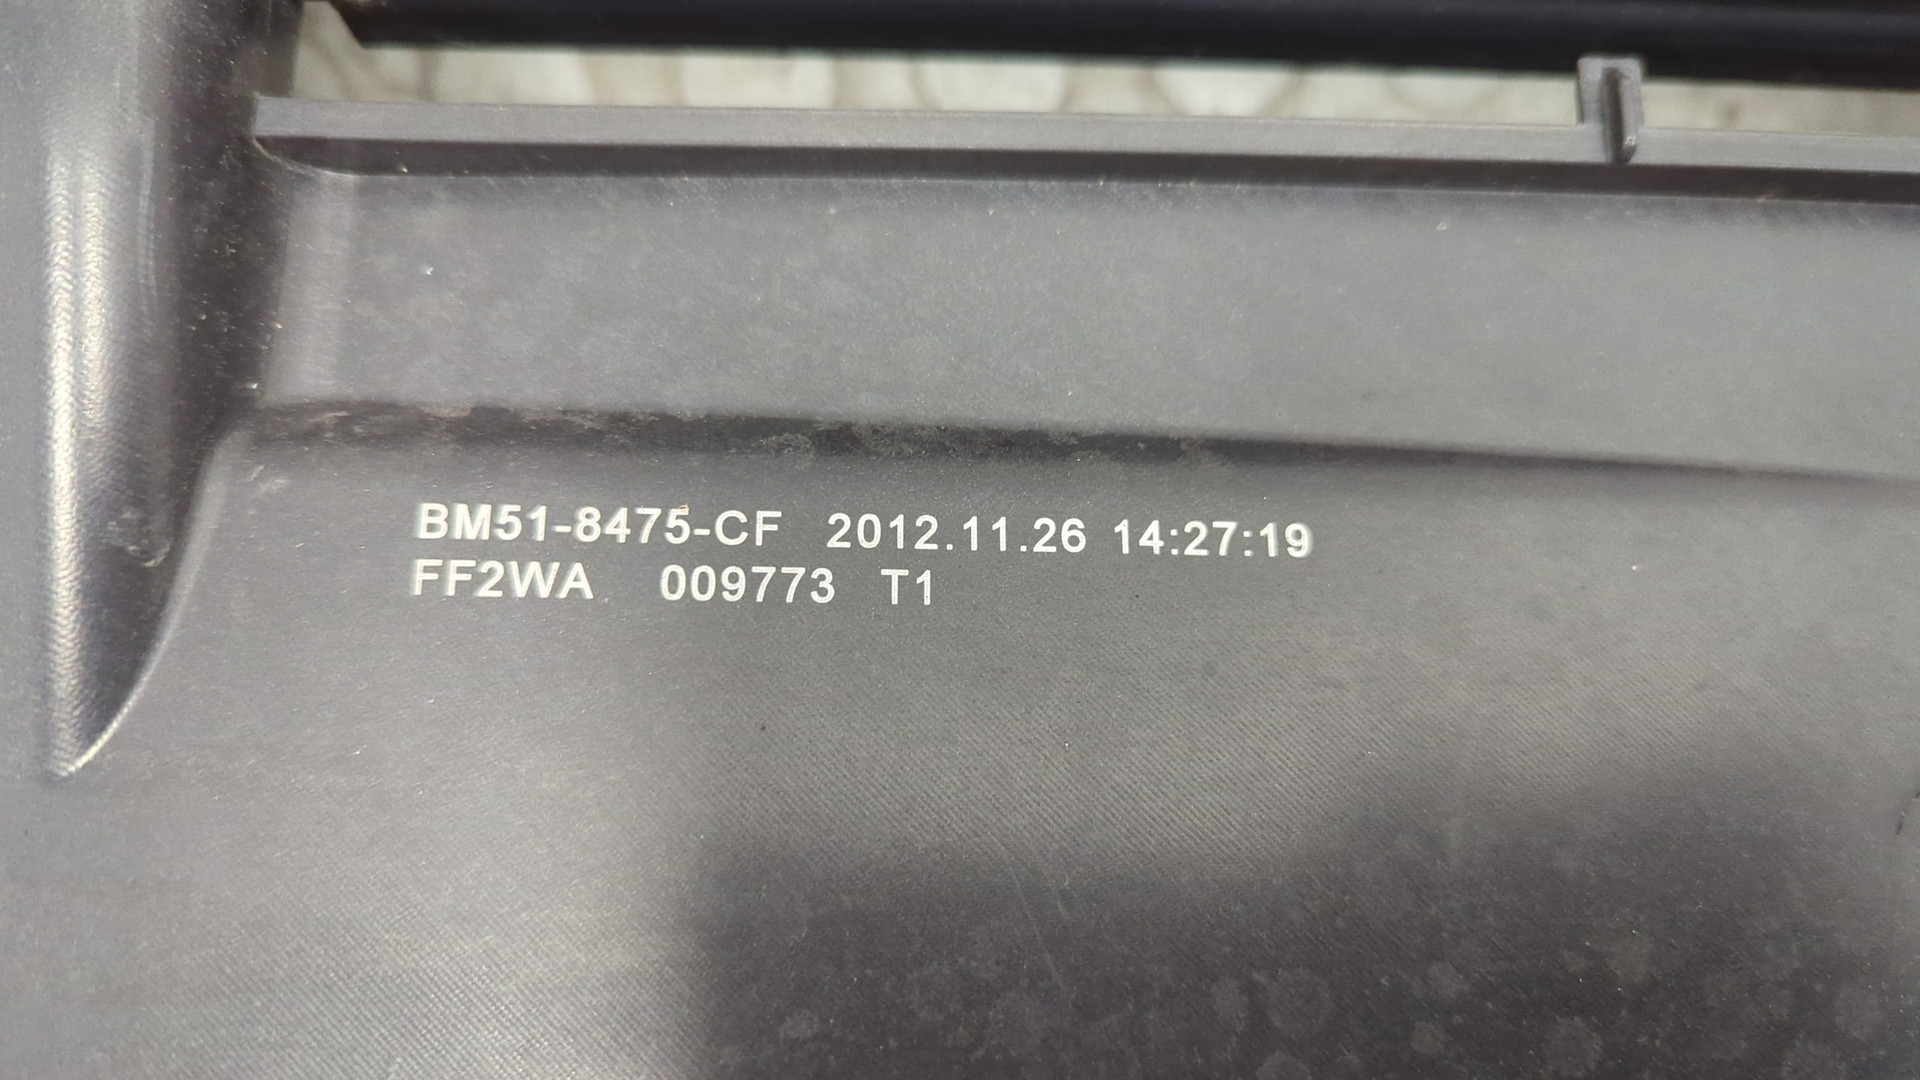 BM51-8475-CF 2012.11.26 14:27:19
FF2WA 009773 T1